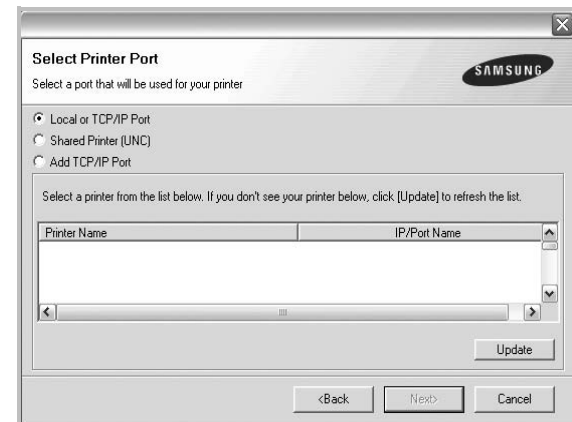 Select Printer Port
Select a port that will be used for your printer
SAMSUNG
Local or TCP/IP Port
Shared Printer (UNC)
Add TCP/IP Port
Select a printer from the list below. If you don't see your printer below, click [Update] to refresh the list.
Printer Name IP/Port Name
Update
<Back Next> Cancel